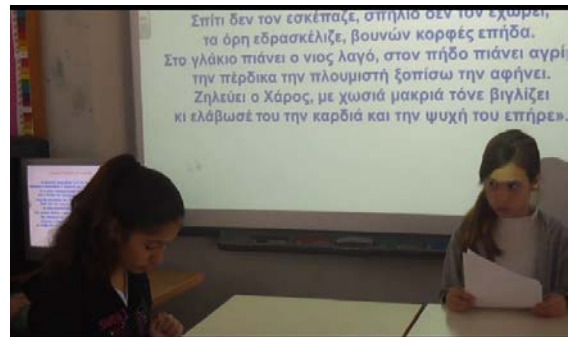 Σπίτι δεν τον εσκέπαζε, σπήλιο δεν τον εχώρει,
τα όρη εδρασκέλιζε, βουνών κορφές επήδα.
Στο γλάκιο πιάνει ο νιος λαγό, στον πήδο πιάνει
την πέρδικα την πλουμιστή ξοπίσω την αφήνει.
Ζηλεύει ο Χάρος, με χωσιά μακριά τόνε βιγλίζει
κι ελάβωσέ του την καρδιά και την ψυχή του επήρε».